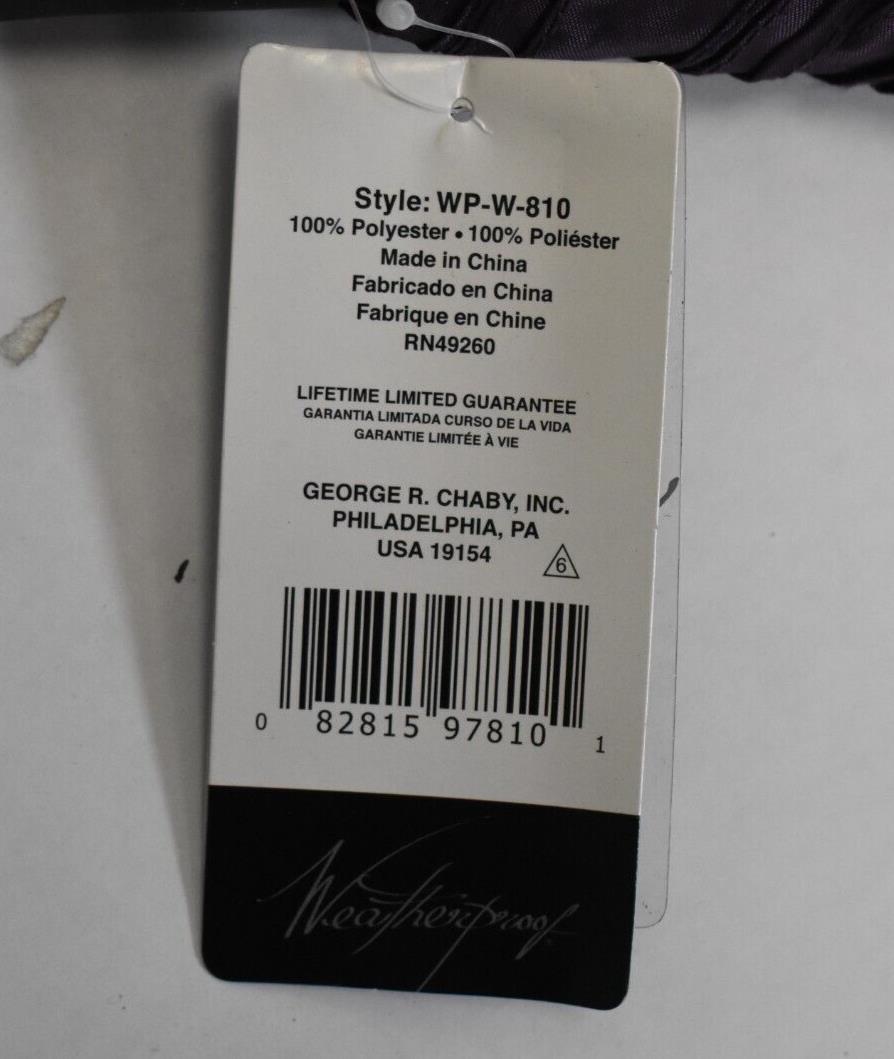 Style: WP-W-810
100% Polyester • 100% Poliéster
Made in China
Fabricado en China
Fabrique en Chine
RN49260
LIFETIME LIMITED GUARANTEE
GARANTIA LIMITADA CURSO DE LA VIDA
GARANTIE LIMITÉE À VIE
GEORGE R. CHABY, INC.
PHILADELPHIA, PA
USA 19154
6
0 82815 97810 1
Weatherproof